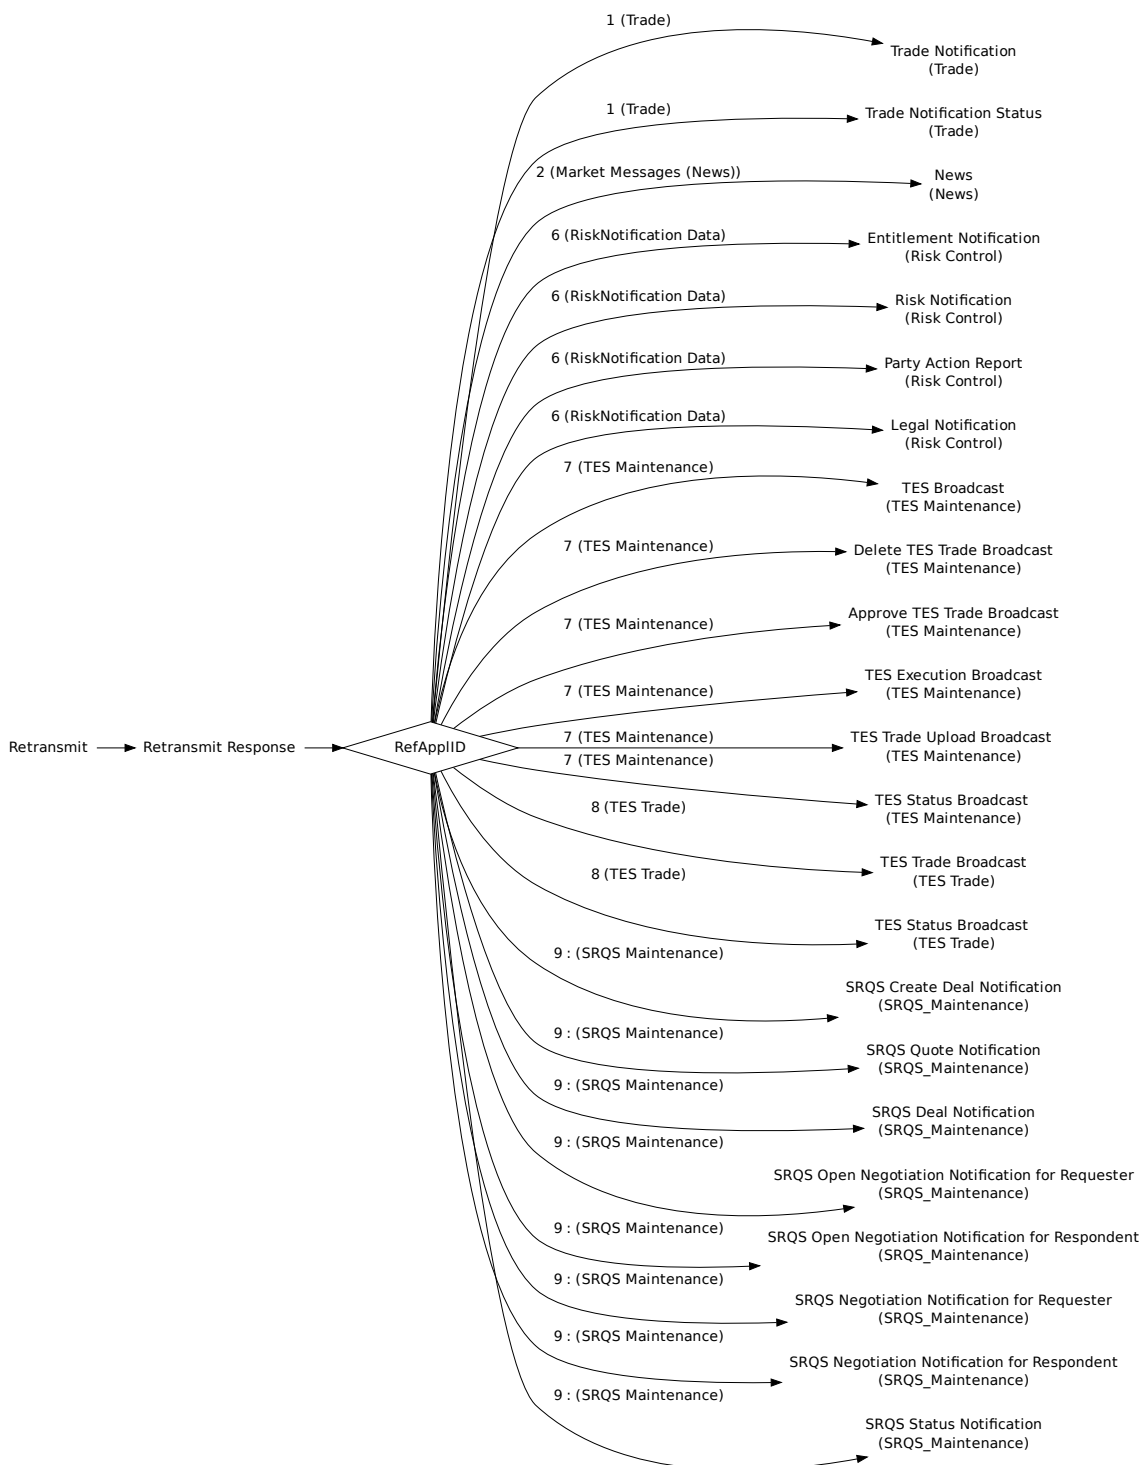 1 (Trade)
Trade Notification
(Trade)
1 (Trade)
Trade Notification Status
(Trade)
2 (Market Messages (News))
News
(News)
6 (RiskNotification Data)
Entitlement Notification
(Risk Control)
6 (RiskNotification Data)
Risk Notification
(Risk Control)
6 (RiskNotification Data)
Party Action Report
(Risk Control)
6 (RiskNotification Data)
Legal Notification
(Risk Control)
7 (TES Maintenance)
TES Broadcast
(TES Maintenance)
7 (TES Maintenance)
Delete TES Trade Broadcast
(TES Maintenance)
7 (TES Maintenance)
Approve TES Trade Broadcast
(TES Maintenance)
7 (TES Maintenance)
TES Execution Broadcast
(TES Maintenance)
Retransmit
Retransmit Response
RefApplID
7 (TES Maintenance)
TES Trade Upload Broadcast
(TES Maintenance)
7 (TES Maintenance)
TES Status Broadcast
(TES Maintenance)
8 (TES Trade)
TES Trade Broadcast
(TES Trade)
8 (TES Trade)
TES Status Broadcast
(TES Trade)
9 : (SRQS Maintenance)
SRQS Create Deal Notification
(SRQS_Maintenance)
9 : (SRQS Maintenance)
SRQS Quote Notification
(SRQS_Maintenance)
9 : (SRQS Maintenance)
SRQS Deal Notification
(SRQS_Maintenance)
9 : (SRQS Maintenance)
SRQS Open Negotiation Notification for Requester
(SRQS_Maintenance)
9 : (SRQS Maintenance)
SRQS Open Negotiation Notification for Respondent
(SRQS_Maintenance)
9 : (SRQS Maintenance)
SRQS Negotiation Notification for Requester
(SRQS_Maintenance)
9 : (SRQS Maintenance)
SRQS Negotiation Notification for Respondent
(SRQS_Maintenance)
9 : (SRQS Maintenance)
SRQS Status Notification
(SRQS_Maintenance)